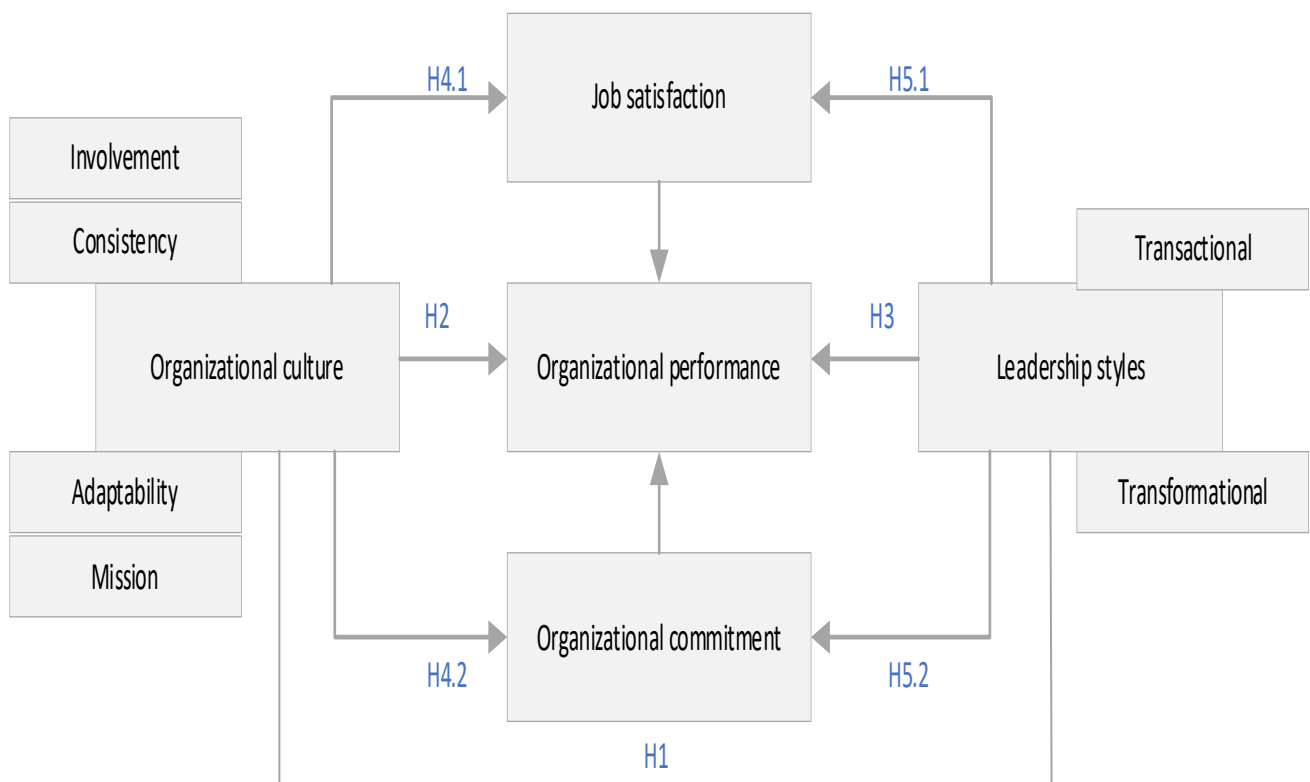 H4.1
Job satisfaction
H5.1
Involvement
Consistency
Transactional
Organizational culture
H2
Organizational performance
H3
Leadership styles
Adaptability
Transformational
Mission
H4.2
Organizational commitment
H5.2
H1